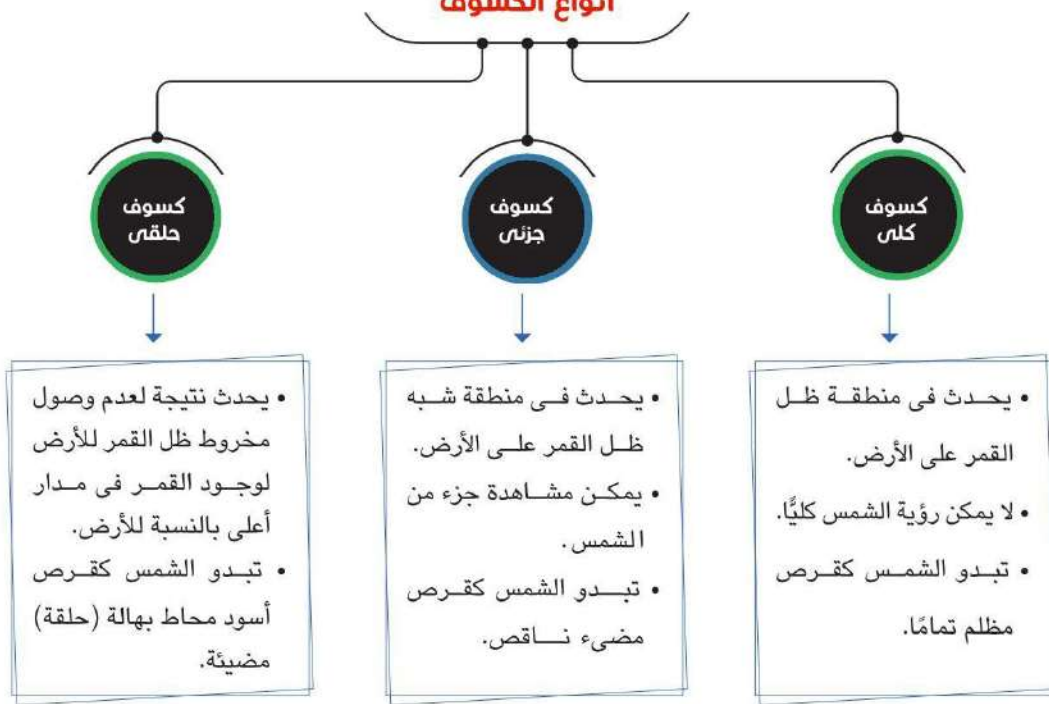 أنواع الكسوف
كسوف
كلى
كسوف
جزئى
كسوف
حلقى
• يحدث فى منطقة ظل
القمر على الأرض.
• لا يمكن رؤية الشمس كليًّا.
• تبدو الشمس كقرص
مظلم تمامًا.
• يحدث فى منطقة شبه
ظل القمر على الأرض.
• يمكن مشاهدة جزء من
الشمس.
• تبدو الشمس كقرص
مضىء ناقص.
• يحدث نتيجة لعدم وصول
مخروط ظل القمر للأرض
لوجود القمر فى مدار
أعلى بالنسبة للأرض.
• تبدو الشمس كقرص
أسود محاط بهالة (حلقة)
مضيئة.